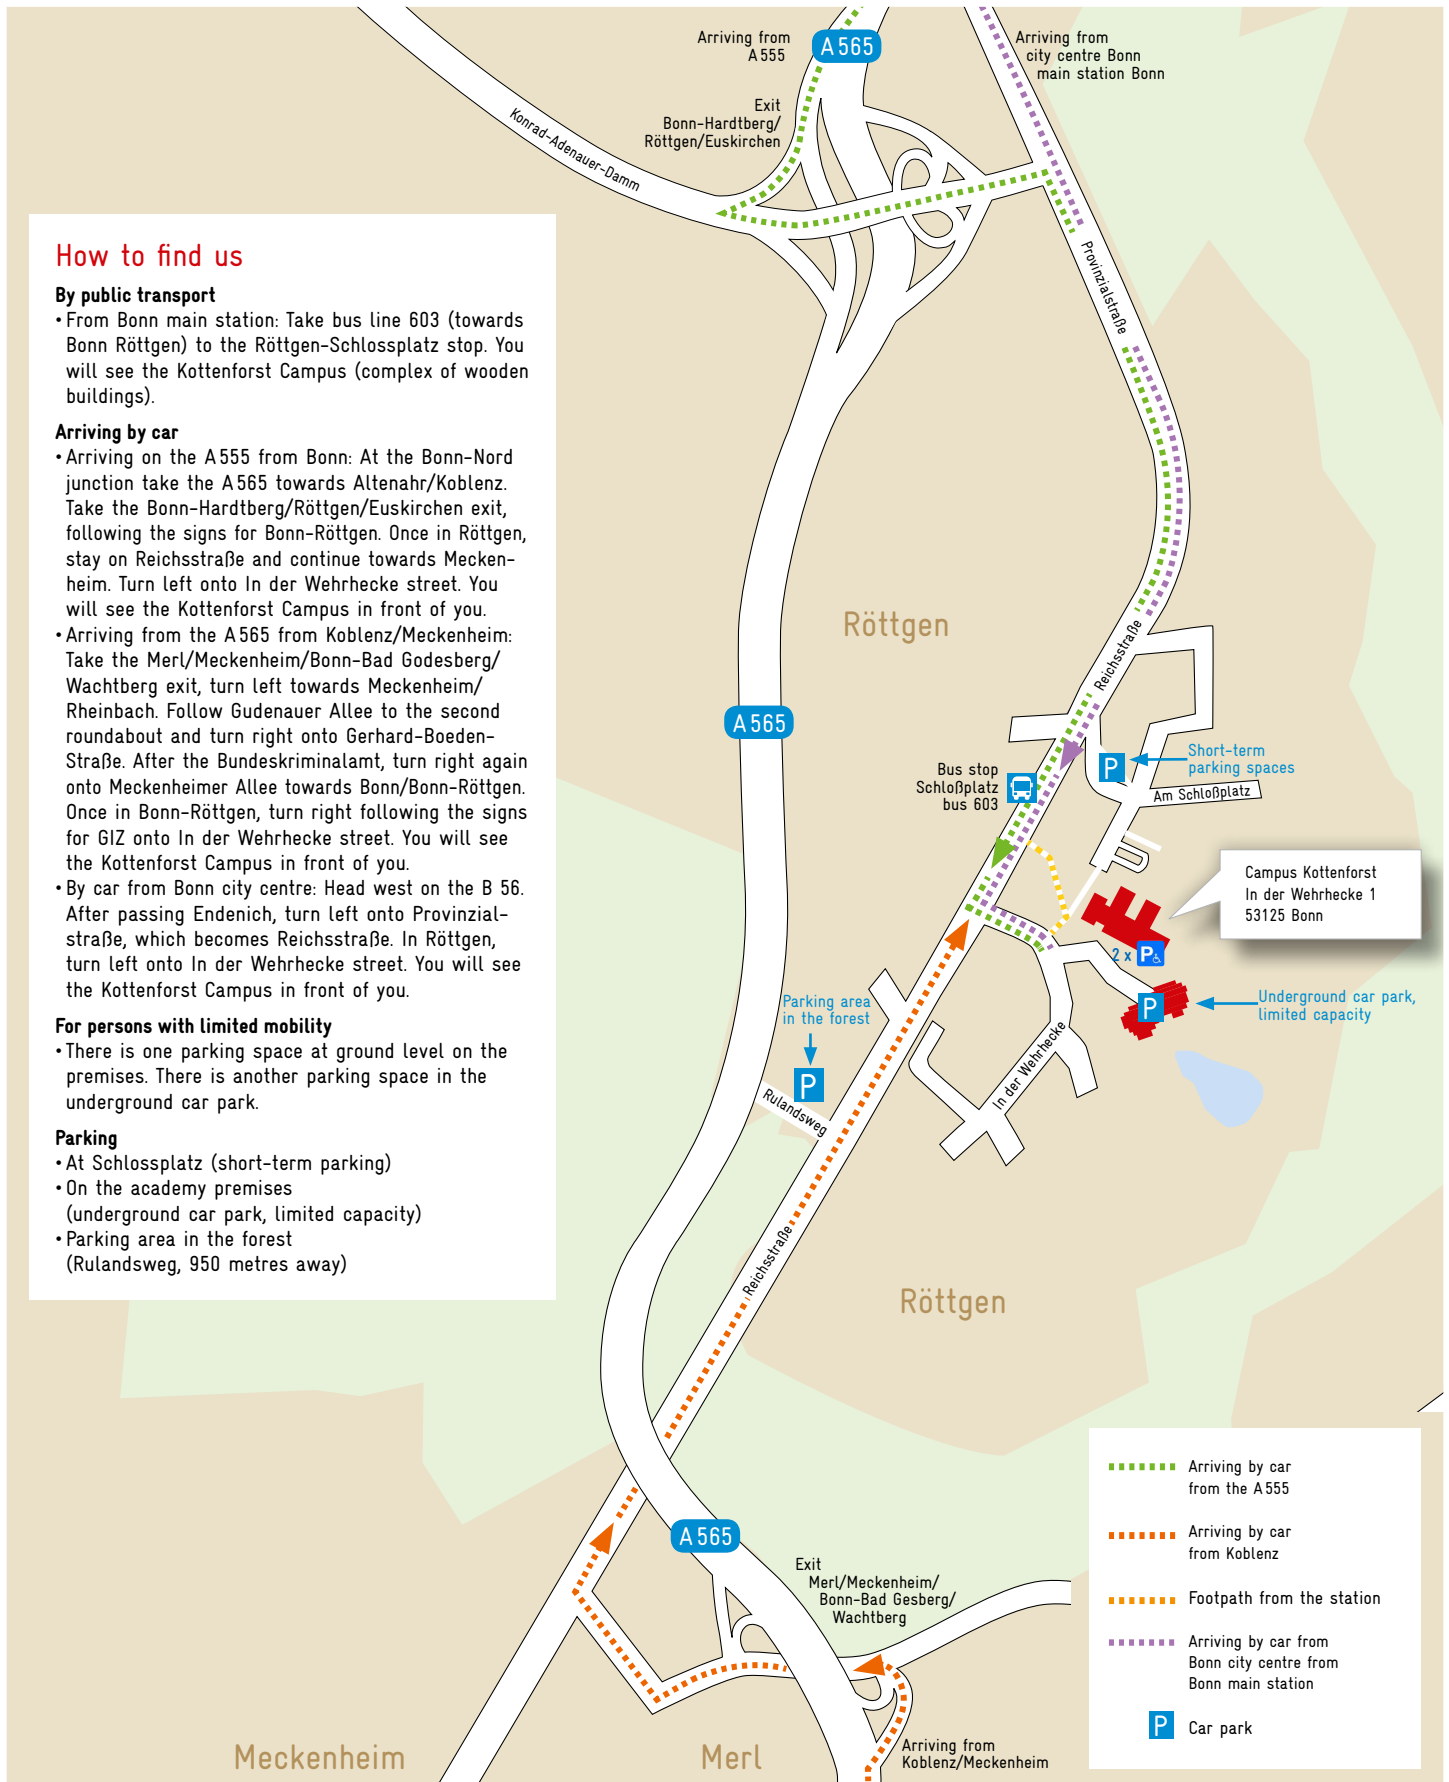 Arriving from
A 555
A 565
Arriving from
city centre Bonn
main station Bonn
Exit
Bonn-Hardtberg/
Röttgen/Euskirchen
Konrad-Adenauer-Damm
Provinzialstraße
How to find us
By public transport
• From Bonn main station: Take bus line 603 (towards
Bonn Röttgen) to the Röttgen-Schlossplatz stop. You
will see the Kottenforst Campus (complex of wooden
buildings).
Arriving by car
• Arriving on the A 555 from Bonn: At the Bonn-Nord
junction take the A 565 towards Altenahr/Koblenz.
Take the Bonn-Hardtberg/Röttgen/Euskirchen exit,
following the signs for Bonn-Röttgen. Once in Röttgen,
stay on Reichsstraße and continue towards Mecken-
heim. Turn left onto In der Wehrhecke street. You
will see the Kottenforst Campus in front of you.
• Arriving from the A 565 from Koblenz/Meckenheim:
Take the Merl/Meckenheim/Bonn-Bad Godesberg/
Wachtberg exit, turn left towards Meckenheim/
Rheinbach. Follow Gudenauer Allee to the second
roundabout and turn right onto Gerhard-Boeden-
Straße. After the Bundeskriminalamt, turn right again
onto Meckenheimer Allee towards Bonn/Bonn-Röttgen.
Once in Bonn-Röttgen, turn right following the signs
for GIZ onto In der Wehrhecke street. You will see
the Kottenforst Campus in front of you.
• By car from Bonn city centre: Head west on the B 56.
After passing Endenich, turn left onto Provinzial-
straße, which becomes Reichsstraße. In Röttgen,
turn left onto In der Wehrhecke street. You will see
the Kottenforst Campus in front of you.
For persons with limited mobility
• There is one parking space at ground level on the
premises. There is another parking space in the
underground car park.
Parking
• At Schlossplatz (short-term parking)
• On the academy premises
(underground car park, limited capacity)
• Parking area in the forest
(Rulandsweg, 950 metres away)
Röttgen
Reichsstraße
A 565
Bus stop
Schloßplatz
bus 603
P
Short-term
parking spaces
Am Schloßplatz
Campus Kottenforst
In der Wehrhecke 1
53125 Bonn
2 x P
P
Underground car park,
limited capacity
Parking area
in the forest
P
Rulandsweg
In der Wehrhecke
Reichsstraße
Röttgen
A 565
Exit
Merl/Meckenheim/
Bonn-Bad Gesberg/
Wachtberg
Arriving from
Koblenz/Meckenheim
Meckenheim
Merl
Arriving by car
from the A 555
Arriving by car
from Koblenz
Footpath from the station
Arriving by car from
Bonn city centre from
Bonn main station
P
Car park